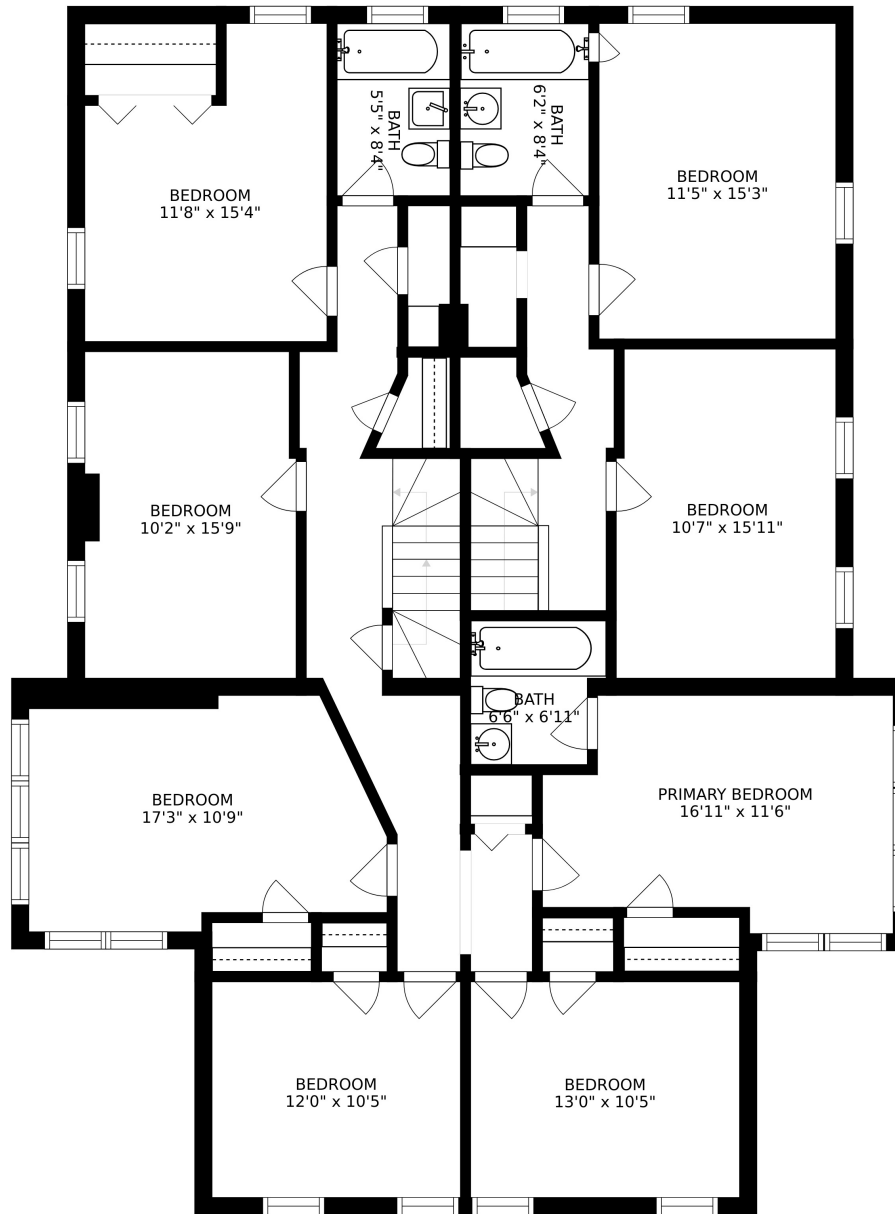 BATH
5'5" x 8'4"
BATH
6'2" x 8'4"
BEDROOM
11'8" x 15'4"
BEDROOM
11'5" x 15'3"
BEDROOM
10'2" x 15'9"
BEDROOM
10'7" x 15'11"
BATH
6'6" x 6'11"
BEDROOM
17'3" x 10'9"
PRIMARY BEDROOM
16'11" x 11'6"
BEDROOM
12'0" x 10'5"
BEDROOM
13'0" x 10'5"